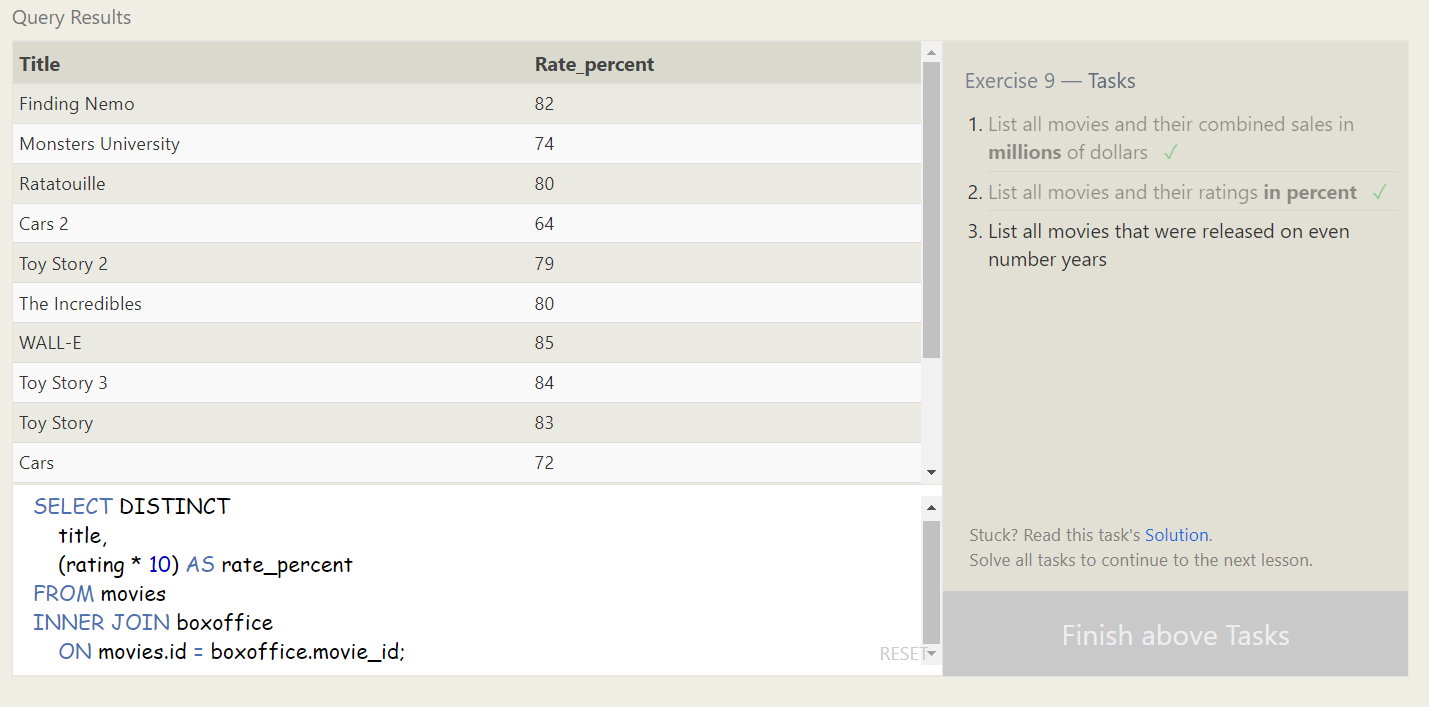 Query Results
Title Rate_percent
Finding Nemo 82
Monsters University 74
Ratatouille 80
Cars 2 64
Toy Story 2 79
The Incredibles 80
WALL-E 85
Toy Story 3 84
Toy Story 83
Cars 72
SELECT DISTINCT
title,
(rating * 10) AS rate_percent
FROM movies
INNER JOIN boxoffice
ON movies.id = boxoffice.movie_id;
RESET
Exercise 9 — Tasks
1. List all movies and their combined sales in
millions of dollars ✓
2. List all movies and their ratings in percent ✓
3. List all movies that were released on even
number years
Stuck? Read this task's Solution.
Solve all tasks to continue to the next lesson.
Finish above Tasks